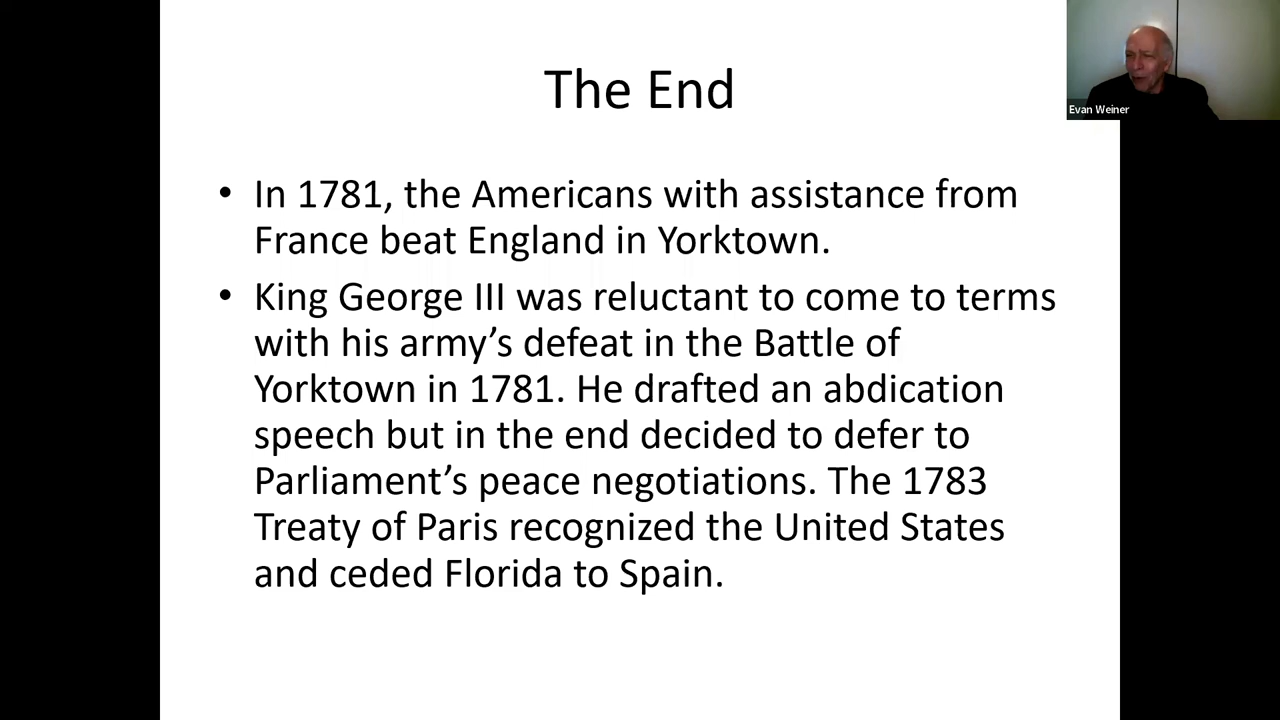 The End
Evan Weiner
• In 1781, the Americans with assistance from
France beat England in Yorktown.
• King George III was reluctant to come to terms
with his army’s defeat in the Battle of
Yorktown in 1781. He drafted an abdication
speech but in the end decided to defer to
Parliament’s peace negotiations. The 1783
Treaty of Paris recognized the United States
and ceded Florida to Spain.